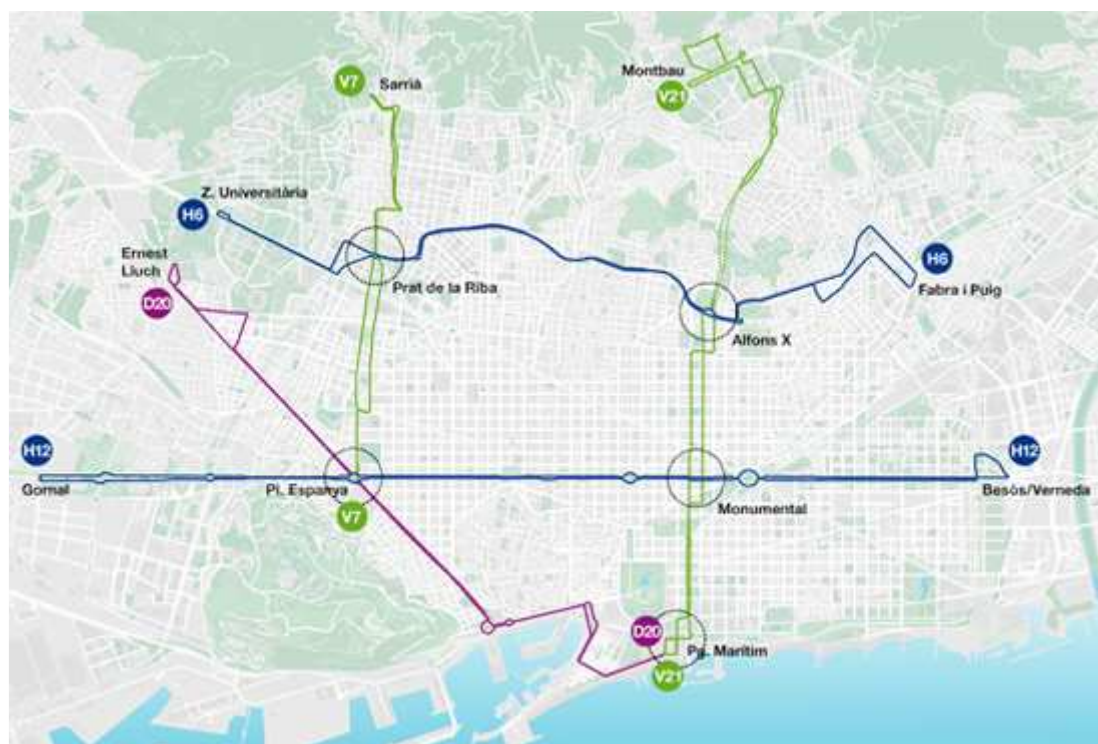 V7
Sarrià
Montbau
V21
Z. Universitària
H6
Ernest
Lluch
D20
Prat de la Riba
H6
Fabra i Puig
Alfons X
H12
Gornal
Pl. Espanya
V7
H12
Besòs/Verneda
Monumental
D20
Pg. Marítim
V21